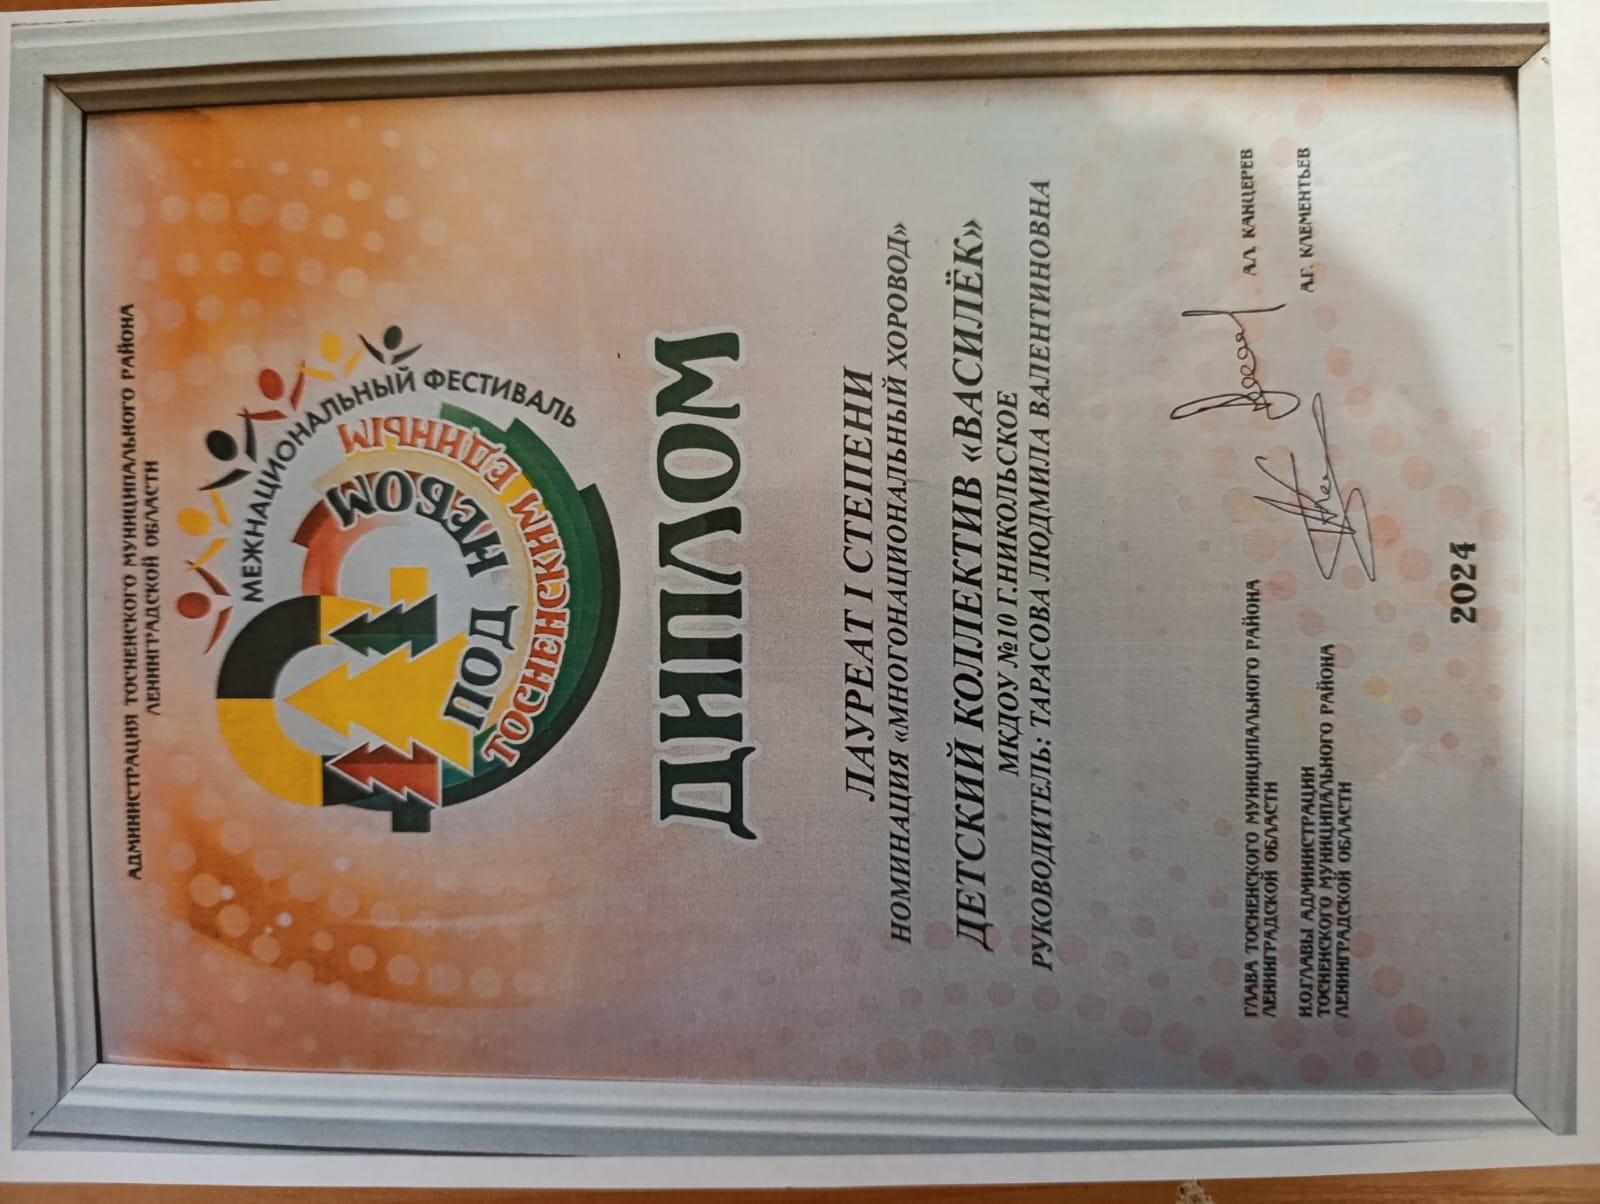 АДМИНИСТРАЦИЯ ТОСНЕНСКОГО МУНИЦИПАЛЬНОГО РАЙОНА
ЛЕНИНГРАДСКОЙ ОБЛАСТИ
МЕЖНАЦИОНАЛЬНЫЙ ФЕСТИВАЛЬ
ПОД НЕБОМ
ТОСНЕНСКИМ ЕДИНЫМ
ДИПЛОМ
ЛАУРЕАТ I СТЕПЕНИ
НОМИНАЦИЯ «МНОГОНАЦИОНАЛЬНЫЙ ХОРОВОД»
ДЕТСКИЙ КОЛЛЕКТИВ «ВАСИЛЁК»
МКДОУ №10 Г.НИКОЛЬСКОЕ
РУКОВОДИТЕЛЬ: ТАРАСОВА ЛЮДМИЛА ВАЛЕНТИНОВНА
ГЛАВА ТОСНЕНСКОГО МУНИЦИПАЛЬНОГО РАЙОНА
ЛЕНИНГРАДСКОЙ ОБЛАСТИ
А.Л. КАНЦЕРЕВ
И.О.ГЛАВЫ АДМИНИСТРАЦИИ
ТОСНЕНСКОГО МУНИЦИПАЛЬНОГО РАЙОНА
ЛЕНИНГРАДСКОЙ ОБЛАСТИ
А.Г. КЛЕМЕНТЬЕВ
2024